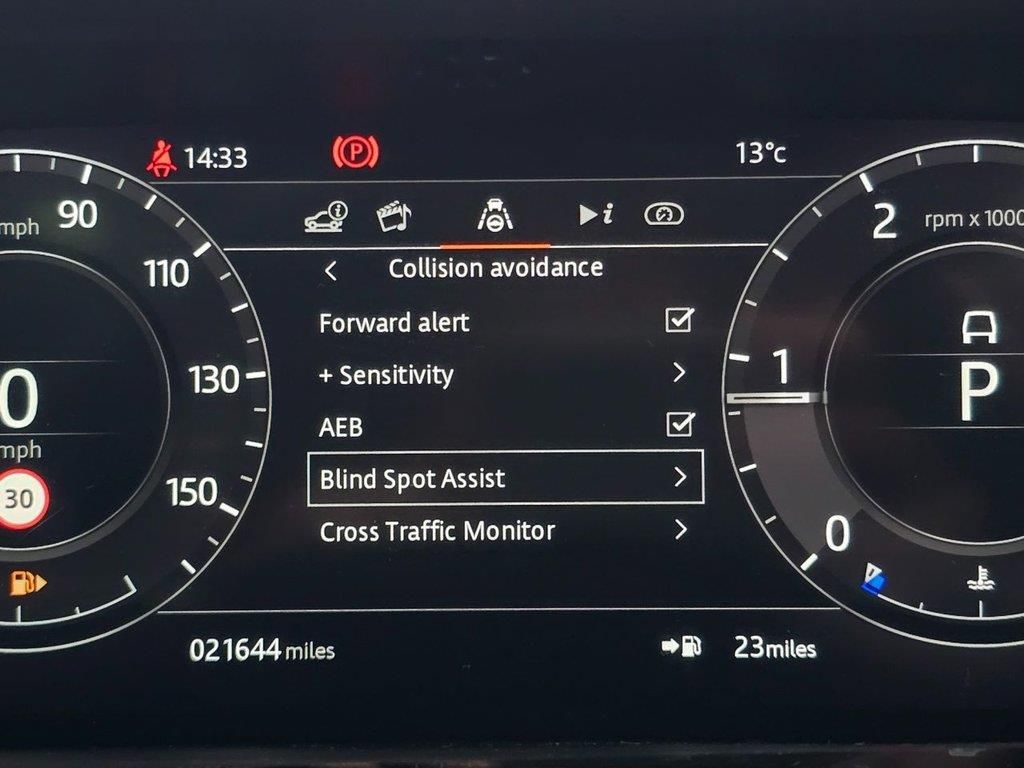 14:33
13°c
mph
90
110
130
150
0
mph
30
Collision avoidance
Forward alert
+ Sensitivity
AEB
Blind Spot Assist
Cross Traffic Monitor
2
rpm x 1000
1
P
0
021644 miles
23miles